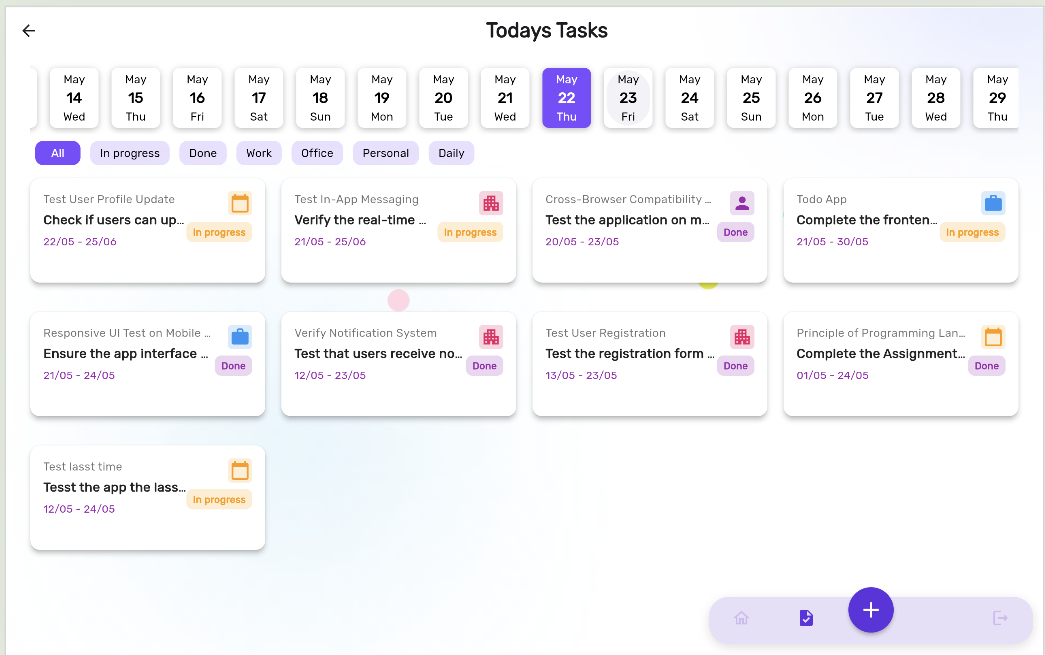 Todays Tasks
May May May May May May May May May May May May May May May May
14 15 16 17 18 19 20 21 22 23 24 25 26 27 28 29
Wed Thu Fri Sat Sun Mon Tue Wed Thu Fri Sat Sun Mon Tue Wed Thu
All In progress Done Work Office Personal Daily
Test User Profile Update
Check if users can up...
In progress
22/05 - 25/06
Test In-App Messaging
Verify the real-time ...
In progress
21/05 - 25/06
Cross-Browser Compatibility ...
Test the application on m...
Done
20/05 - 23/05
Todo App
Complete the fronten...
In progress
21/05 - 30/05
Responsive UI Test on Mobile ...
Ensure the app interface ...
Done
21/05 - 24/05
Verify Notification System
Test that users receive no...
Done
12/05 - 23/05
Test User Registration
Test the registration form ...
Done
13/05 - 23/05
Principle of Programming Lan...
Complete the Assignment...
Done
01/05 - 24/05
Test lasst time
Tesst the app the lass...
In progress
12/05 - 24/05